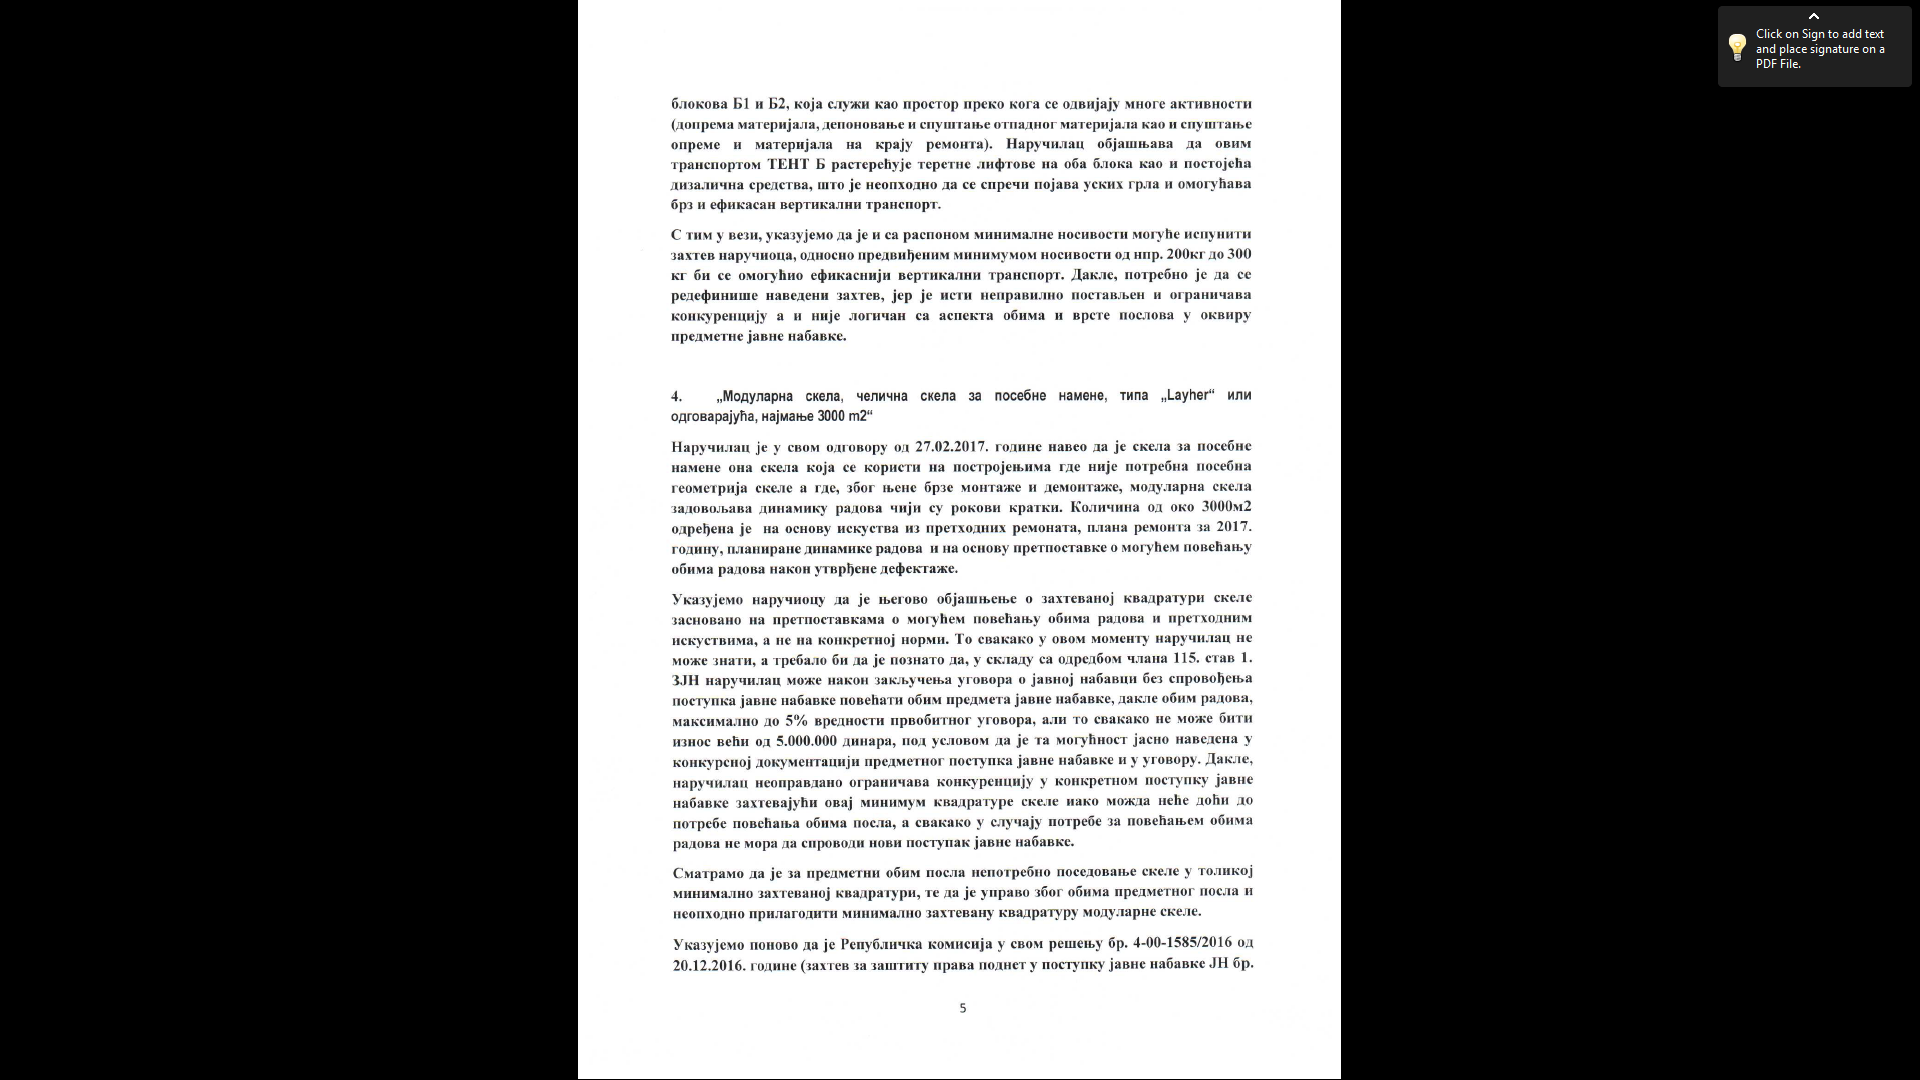 блокова Б1 и Б2, која служи као простор преко кога се одвијају многе активности
(допрема материјала, депоновање и спуштање отпадног материјала као и спуштање
опреме и материјала на крају ремонта). Наручилац објашњава да овим
транспортом ТЕНТ Б растерећује теретне лифтове на оба блока као и постојећа
дизалична средства, што је неопходно да се спречи појава уских грла и омогућава
брз и ефикасан вертикални транспорт.
С тим у вези, указујемо да је и са распоном минималне носивости могуће испунити
захтев наручиоца, односно предвиђеним минимумом носивости од нпр. 200кг до 300
кг би се омогућио ефикаснији вертикални транспорт. Дакле, потребно је да се
редефинише наведени захтев, јер је исти неправилно постављен и ограничава
конкуренцију а и није логичан са аспекта обима и врсте послова у оквиру
предметне јавне набавке.
4. „Модуларна скела, челична скела за посебне намене, типа „Layher“ или
одговарајућа, најмање 3000 m2“
Наручилац је у свом одговору од 27.02.2017. године навео да је скела за посебне
намене она скела која се користи на постројењима где није потребна посебна
геометрија скеле а где, због њене брзе монтаже и демонтаже, модуларна скела
задовољава динамику радова чији су рокови кратки. Количина од око 3000м2
одређена је на основу искуства из претходних ремоната, плана ремонта за 2017.
годину, планиране динамике радова и на основу претпоставке о могућем повећању
обима радова након утврђене дефектаже.
Указујемо наручиоцу да је његово објашњење о захтеваној квадратури скеле
засновано на претпоставкама о могућем повећању обима радова и претходним
искуствима, а не на конкретној норми. То свакако у овом моменту наручилац не
може знати, а требало би да је познато да, у складу са одредбом члана 115. став 1.
ЗЈН наручилац може након закључења уговора о јавној набавци без спровођења
поступка јавне набавке повећати обим предмета јавне набавке, дакле обим радова,
максимално до 5% вредности првобитног уговора, али то свакако не може бити
износ већи од 5.000.000 динара, под условом да је та могућност јасно наведена у
конкурсној документацији предметног поступка јавне набавке и у уговору. Дакле,
наручилац неоправдано ограничава конкуренцију у конкретном поступку јавне
набавке захтевајући овај минимум квадратуре скеле иако можда неће доћи до
потребе повећања обима посла, а свакако у случају потребе за повећањем обима
радова не мора да спроводи нови поступак јавне набавке.
Сматрамо да је за предметни обим посла непотребно поседовање скеле у толикој
минимално захтеваној квадратури, те да је управо због обима предметног посла и
неопходно прилагодити минимално захтевану квадратуру модуларне скеле.
Указујемо поново да је Републичка комисија у свом решењу бр. 4-00-1585/2016 од
20.12.2016. године (захтев за заштиту права поднет у поступку јавне набавке ЈН бр.
5
Click on Sign to add text
and place signature on a
PDF File.